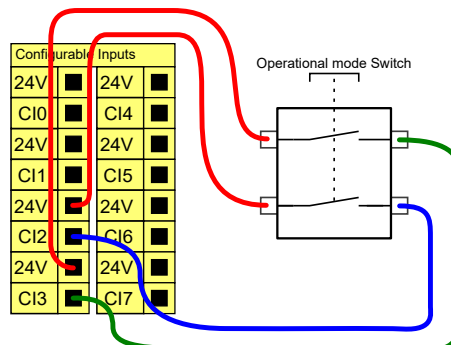 Configurable Inputs
Operational mode Switch
24V 24V
CI0 CI4
24V 24V
CI1 CI5
24V 24V
CI2 CI6
24V 24V
CI3 CI7